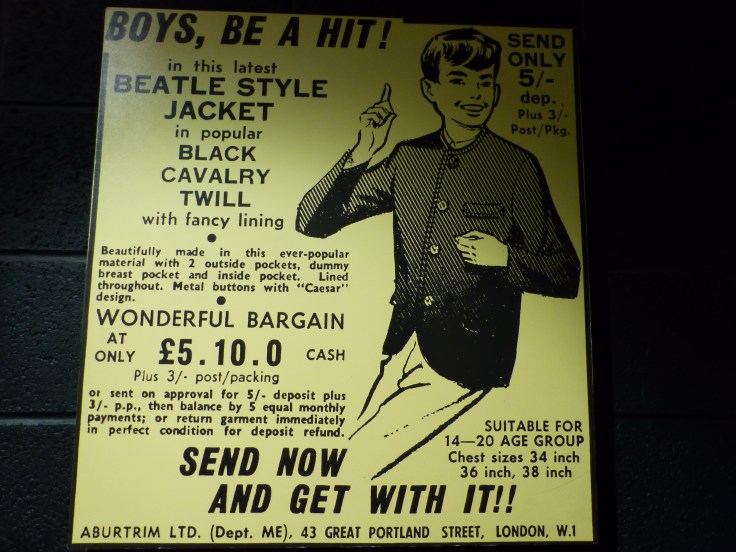 BOYS, BE A HIT!
in this latest
BEATLE STYLE
JACKET
in popular
BLACK
CAVALRY
TWILL
with fancy lining
SEND
ONLY
5/-
dep.
Plus 3/-
Post/Pkg.
Beautifully made in this ever-popular
material with 2 outside pockets, dummy
breast pocket and inside pocket. Lined
throughout. Metal buttons with "Caesar"
design.
WONDERFUL BARGAIN
AT
ONLY £5.10.0 CASH
Plus 3/- post/packing
or sent on approval for 5/- deposit plus
3/- p.p., then balance by 5 equal monthly
payments; or return garment immediately
in perfect condition for deposit refund.
SUITABLE FOR
14—20 AGE GROUP
Chest sizes 34 inch
36 inch, 38 inch
SEND NOW
AND GET WITH IT!!
ABURTRIM LTD. (Dept. ME), 43 GREAT PORTLAND STREET, LONDON, W.1